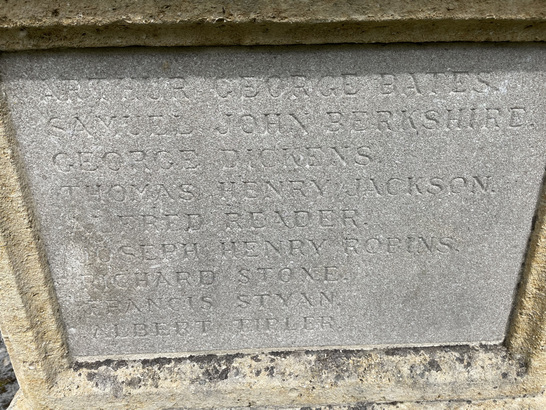 ARTHUR GEORGE BATES.
SAMUEL JOHN BERKSHIRE.
GEORGE DICKENS.
THOMAS HENRY JACKSON.
ALFRED READER.
JOSEPH HENRY ROBINS.
RICHARD STONE.
FRANCIS STYAN.
ALBERT TIPLER.